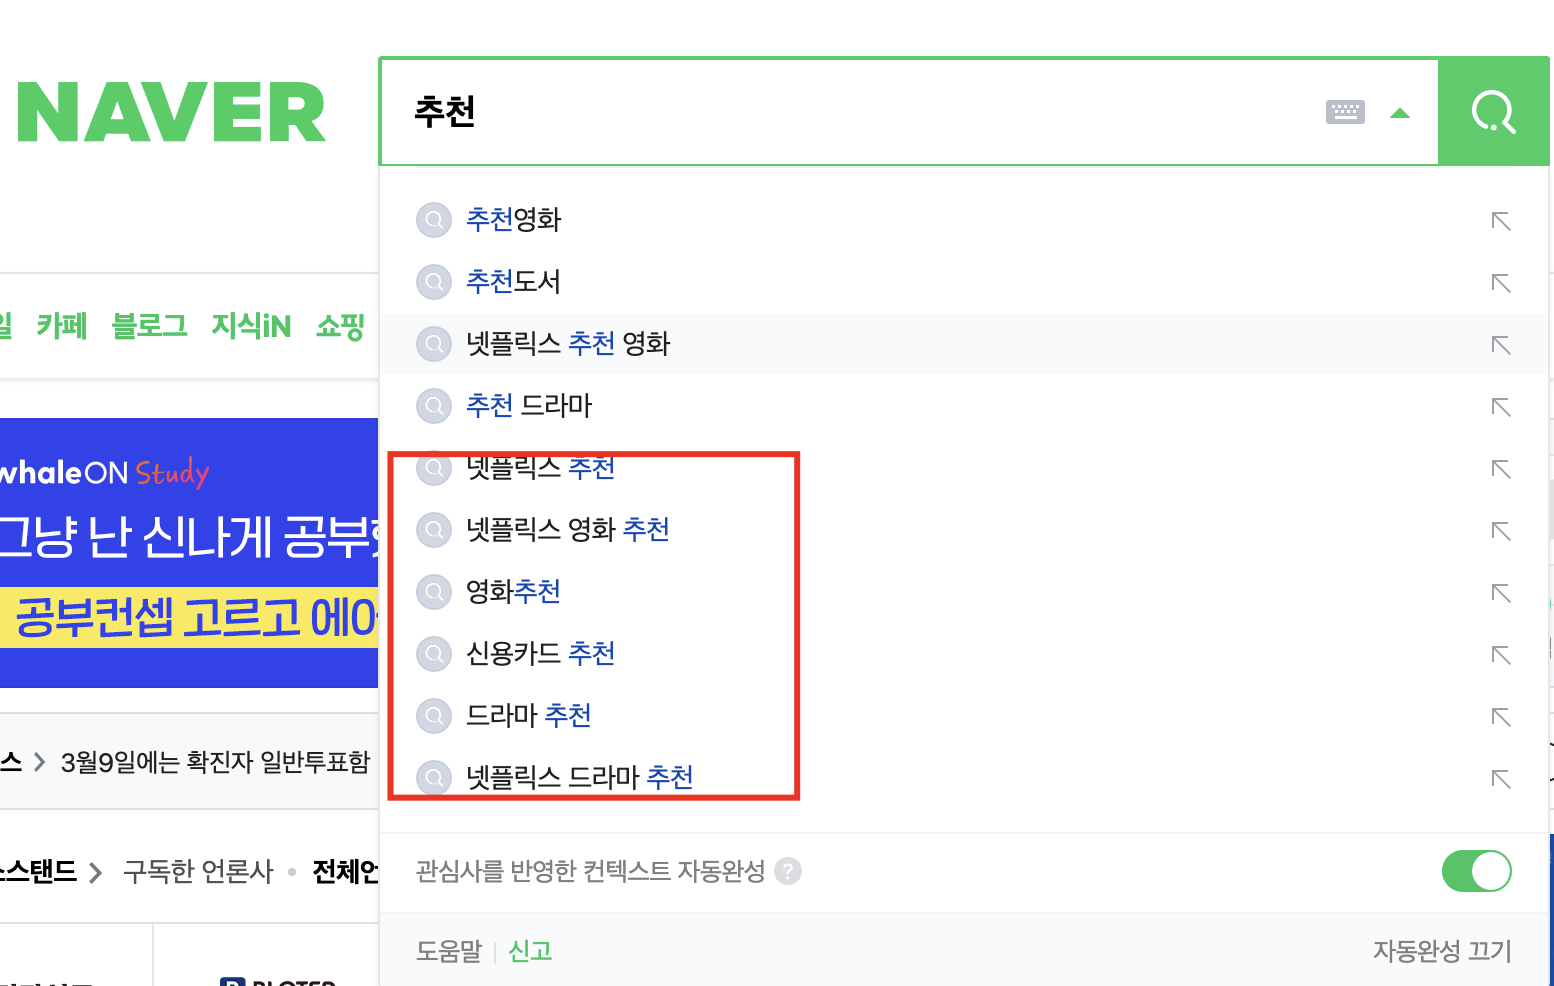 NAVER
추천
추천영화
추천도서
넷플릭스 추천 영화
추천 드라마
넷플릭스 추천
넷플릭스 영화 추천
영화추천
신용카드 추천
드라마 추천
넷플릭스 드라마 추천
관심사를 반영한 컨텍스트 자동완성 ?
도움말 신고 자동완성 끄기
일 카페 블로그 지식iN 쇼핑
whaleON Study
그냥 난 신나게 공부
공부컨셉 고르고 에어
스 > 3월9일에는 확진자 일반투표함
스스탠드 > 구독한 언론사 • 전체언
BLOTER